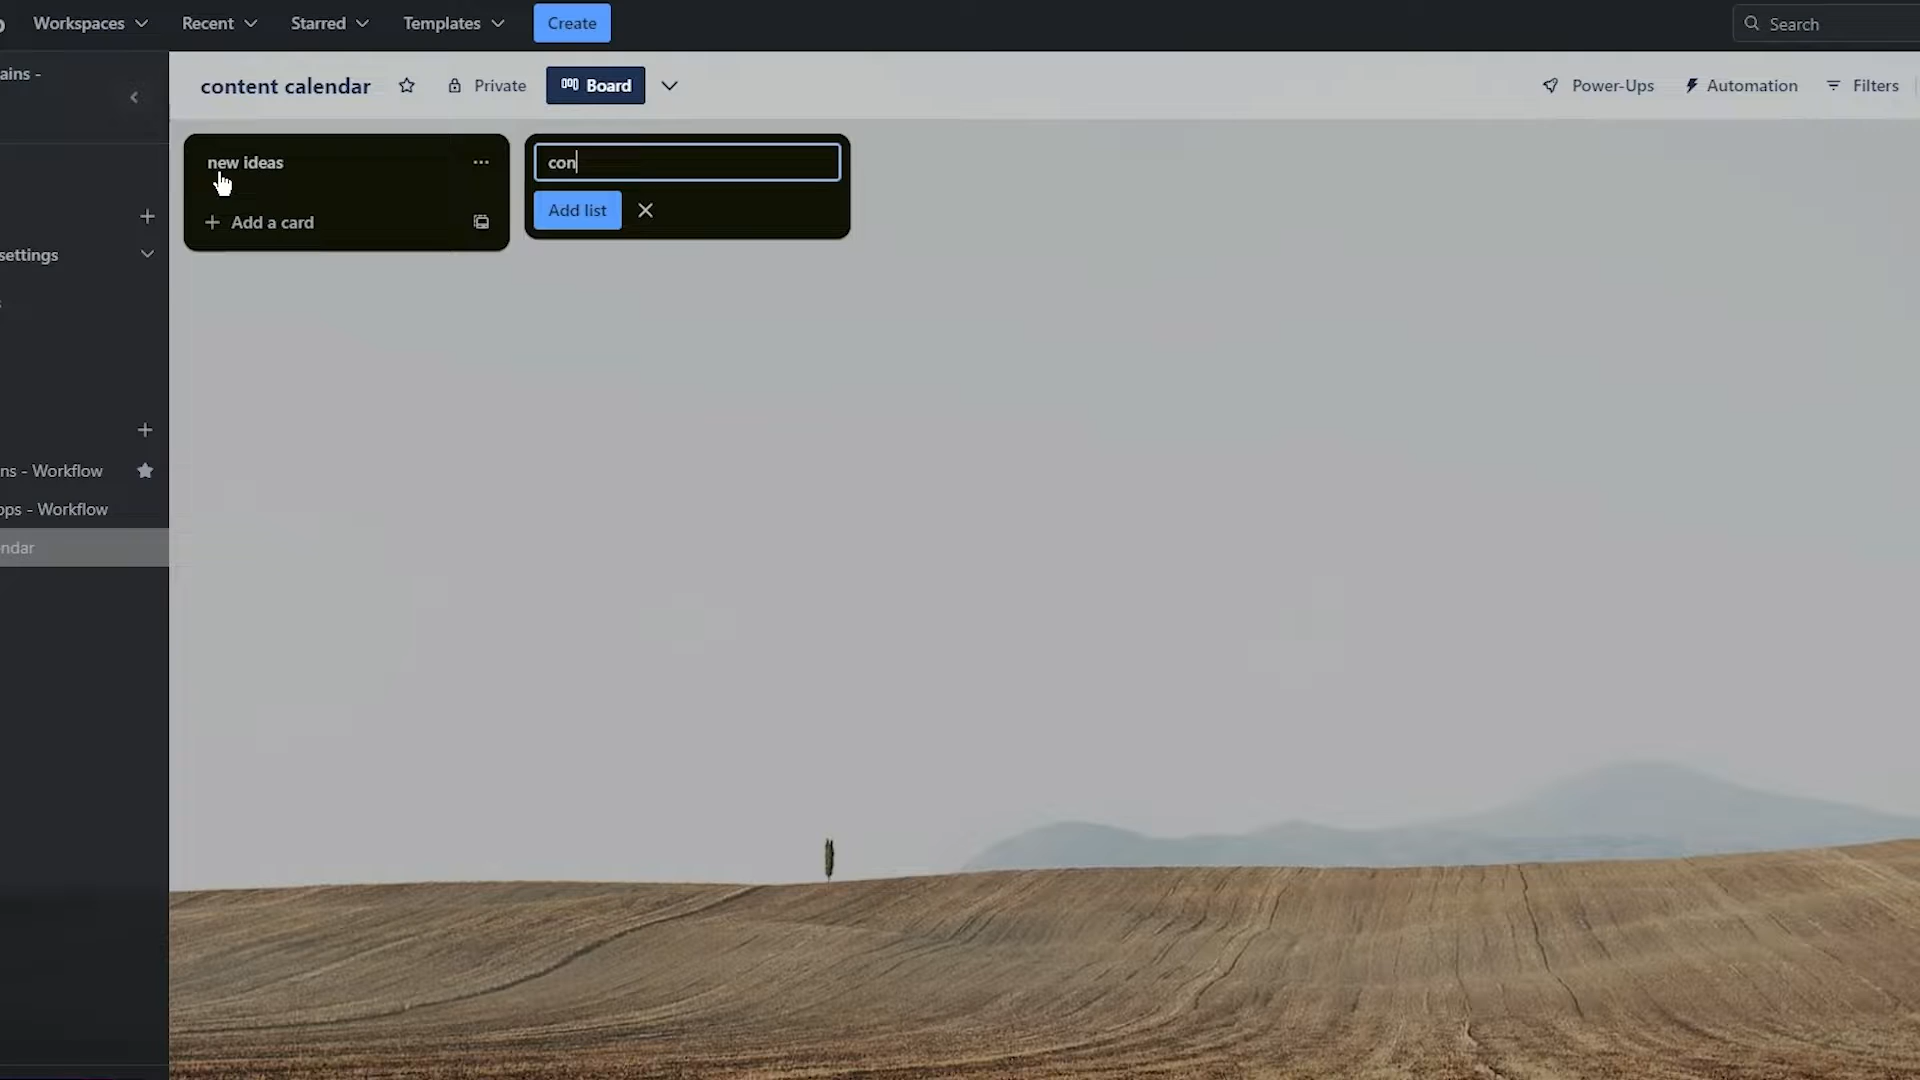 Workspaces
Recent
Starred
Templates
Create
Search
ains -
content calendar
Private
Board
Power-Ups
Automation
Filters
new ideas
con
Add list
Add a card
settings
ns - Workflow
ops - Workflow
ndar